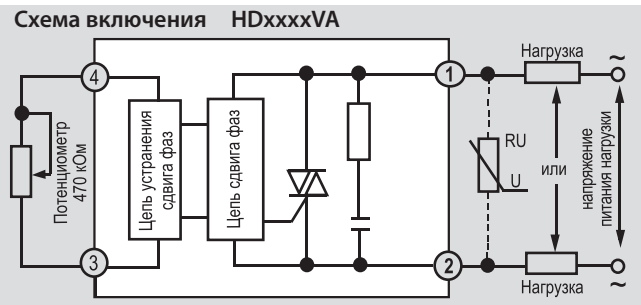 Схема включения HDxxxxVA
Нагрузка
~
4
1
Потенциометр
470 кОм
Цепь устранения
сдвига фаз
Цепь сдвига фаз
RU
U
или
напряжение
питания нагрузки
3
2
Нагрузка
~